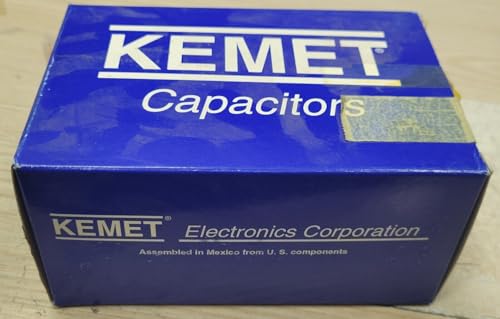 KEMET®
Capacitors
KEMET® Electronics Corporation
Assembled in Mexico from U. S. components